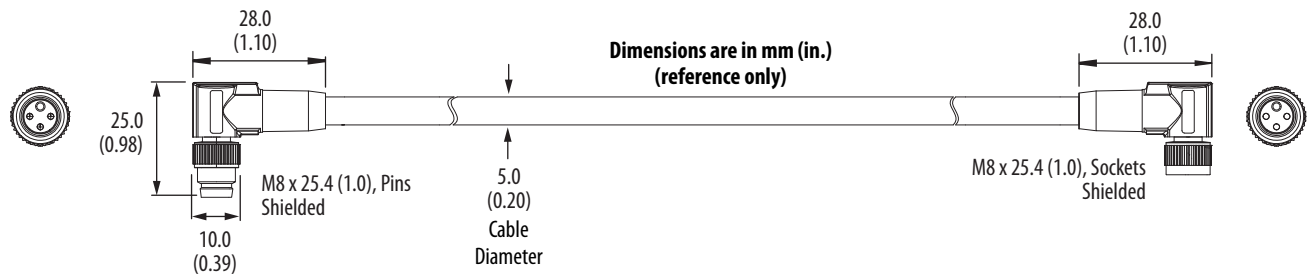 28.0
(1.10)
Dimensions are in mm (in.)
(reference only)
28.0
(1.10)
25.0
(0.98)
M8 x 25.4 (1.0), Pins
Shielded
10.0
(0.39)
5.0
(0.20)
Cable
Diameter
M8 x 25.4 (1.0), Sockets
Shielded